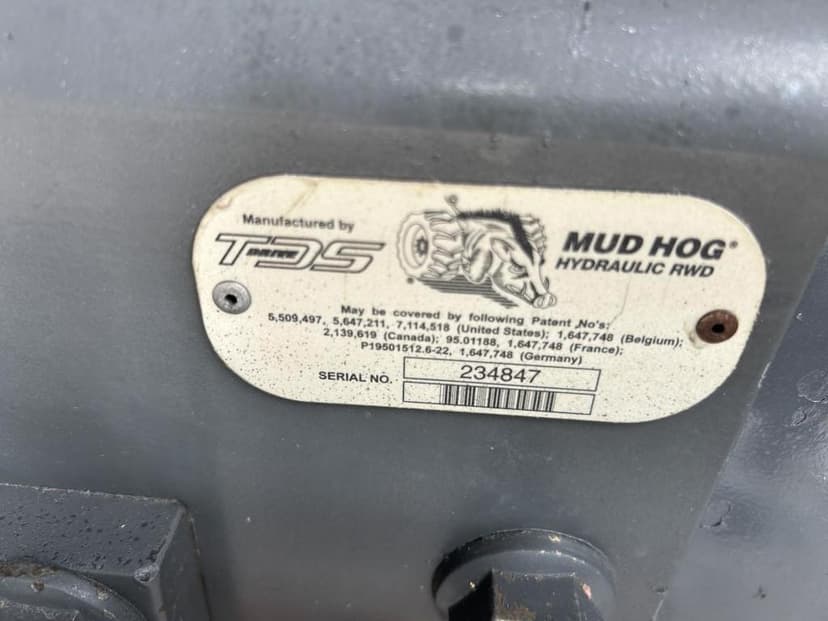 Manufactured by
TDS
DRIVE
MUD HOG®
HYDRAULIC RWD
May be covered by following Patent No's:
5,509,497, 5,647,211, 7,114,518 (United States); 1,647,748 (Belgium);
2,139,619 (Canada); 95.01188, 1,647,748 (France);
P19501512.6-22, 1,647,748 (Germany)
SERIAL NO. 234847